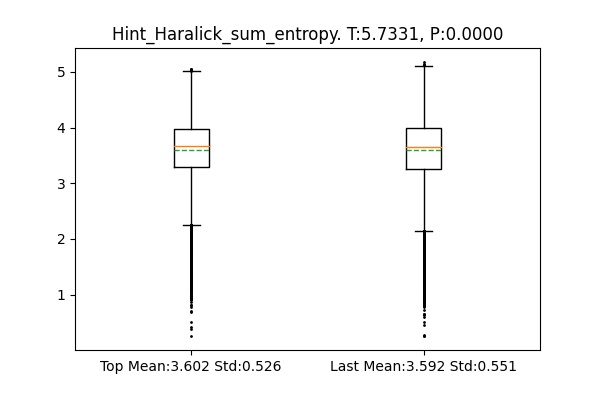 Hint_Haralick_sum_entropy. T:5.7331, P:0.0000
5
4
3
2
1
Top Mean:3.602 Std:0.526 Last Mean:3.592 Std:0.551